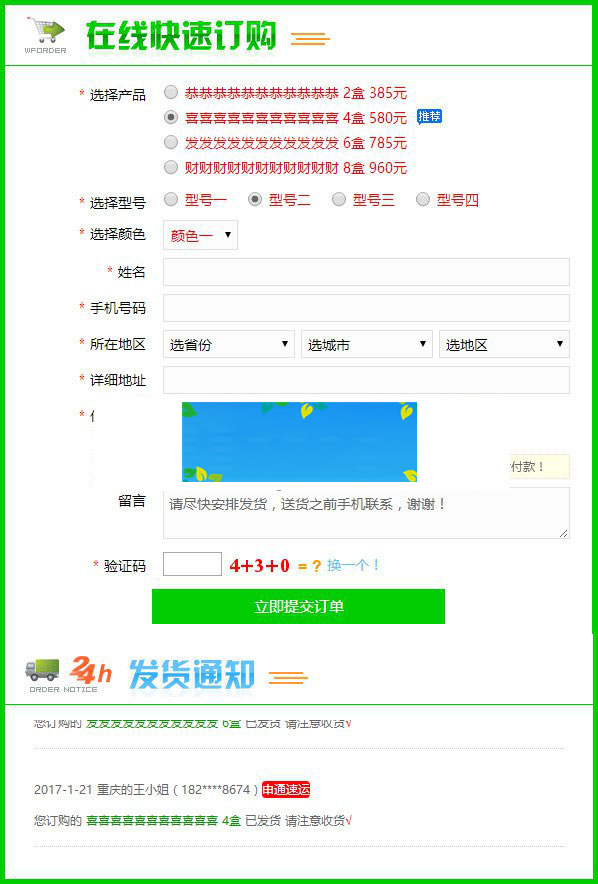 WFORDER
在线快速订购
* 选择产品
恭恭恭恭恭恭恭恭恭恭恭 2盒 385元
喜喜喜喜喜喜喜喜喜喜喜 4盒 580元 推荐
发发发发发发发发发发发 6盒 785元
财财财财财财财财财财财 8盒 960元
* 选择型号 型号一 型号二 型号三 型号四
* 选择颜色 颜色一
* 姓名
* 手机号码
* 所在地区 选省份 选城市 选地区
* 详细地址
*
付款！
留言 请尽快安排发货，送货之前手机联系，谢谢！
* 验证码 4+3+0 = ? 换一个！
立即提交订单
24h 发货通知
ORDER NOTICE
您订购的 发发发发发发发发发发发 6盒 已发货 请注意收货√
2017-1-21 重庆的王小姐（182****8674）申通速运
您订购的 喜喜喜喜喜喜喜喜喜喜喜 4盒 已发货 请注意收货√